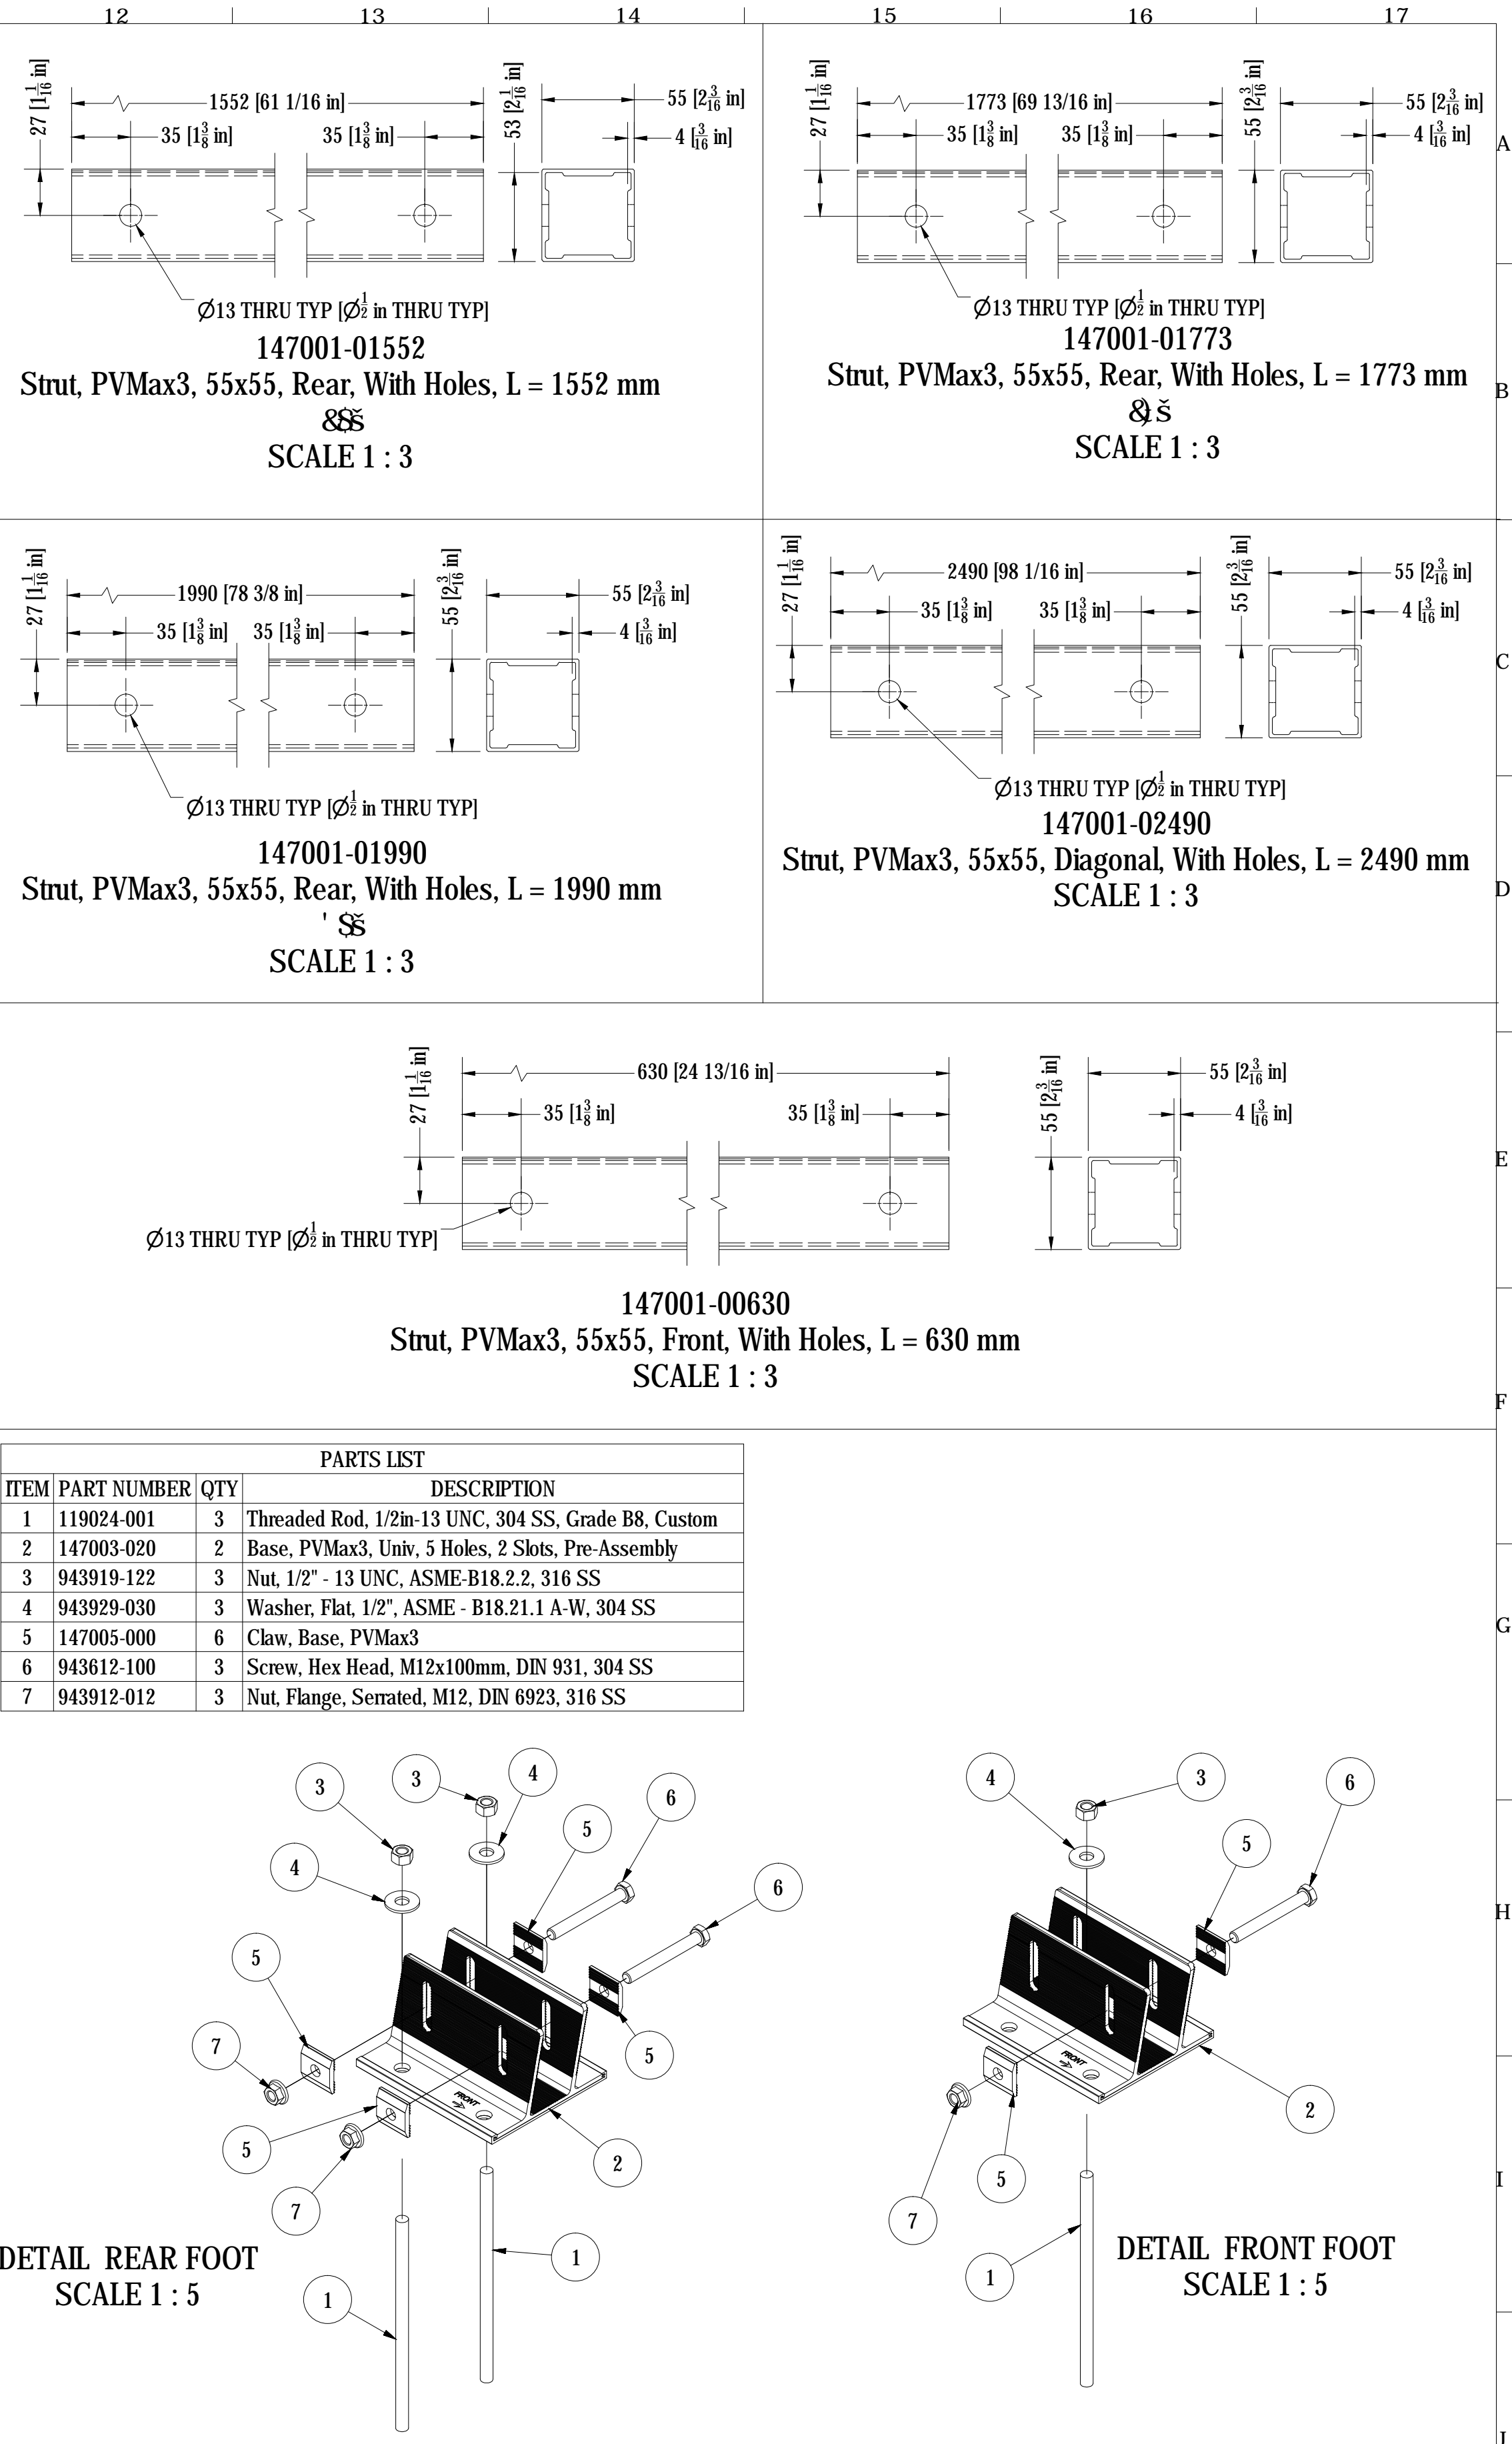 12 13 14 15 16 17
27 [1 1/16 in]
1552 [61 1/16 in]
35 [1 3/8 in] 35 [1 3/8 in]
53 [2 1/16 in]
55 [2 3/16 in]
4 [3/16 in]
Ø13 THRU TYP [Ø1/2 in THRU TYP]
147001-01552
Strut, PVMax3, 55x55, Rear, With Holes, L = 1552 mm
SCALE 1 : 3
27 [1 1/16 in]
1773 [69 13/16 in]
35 [1 3/8 in] 35 [1 3/8 in]
55 [2 3/16 in]
55 [2 3/16 in]
4 [3/16 in]
Ø13 THRU TYP [Ø1/2 in THRU TYP]
147001-01773
Strut, PVMax3, 55x55, Rear, With Holes, L = 1773 mm
SCALE 1 : 3
A
B
27 [1 1/16 in]
1990 [78 3/8 in]
35 [1 3/8 in] 35 [1 3/8 in]
55 [2 3/16 in]
55 [2 3/16 in]
4 [3/16 in]
Ø13 THRU TYP [Ø1/2 in THRU TYP]
147001-01990
Strut, PVMax3, 55x55, Rear, With Holes, L = 1990 mm
SCALE 1 : 3
27 [1 1/16 in]
2490 [98 1/16 in]
35 [1 3/8 in] 35 [1 3/8 in]
55 [2 3/16 in]
55 [2 3/16 in]
4 [3/16 in]
Ø13 THRU TYP [Ø1/2 in THRU TYP]
147001-02490
Strut, PVMax3, 55x55, Diagonal, With Holes, L = 2490 mm
SCALE 1 : 3
C
D
27 [1 1/16 in]
630 [24 13/16 in]
35 [1 3/8 in] 35 [1 3/8 in]
55 [2 3/16 in]
55 [2 3/16 in]
4 [3/16 in]
Ø13 THRU TYP [Ø1/2 in THRU TYP]
147001-00630
Strut, PVMax3, 55x55, Front, With Holes, L = 630 mm
SCALE 1 : 3
E
F
PARTS LIST
ITEM PART NUMBER QTY DESCRIPTION
1 119024-001 3 Threaded Rod, 1/2in-13 UNC, 304 SS, Grade B8, Custom
2 147003-020 2 Base, PVMax3, Univ, 5 Holes, 2 Slots, Pre-Assembly
3 943919-122 3 Nut, 1/2" - 13 UNC, ASME-B18.2.2, 316 SS
4 943929-030 3 Washer, Flat, 1/2", ASME - B18.21.1 A-W, 304 SS
5 147005-000 6 Claw, Base, PVMax3
6 943612-100 3 Screw, Hex Head, M12x100mm, DIN 931, 304 SS
7 943912-012 3 Nut, Flange, Serrated, M12, DIN 6923, 316 SS
G
3
3
4
6
5
4
6
5
7
5
5
FRONT
2
7
1
1
DETAIL REAR FOOT
SCALE 1 : 5
4
3
6
5
FRONT
2
5
7
1
DETAIL FRONT FOOT
SCALE 1 : 5
H
I
J